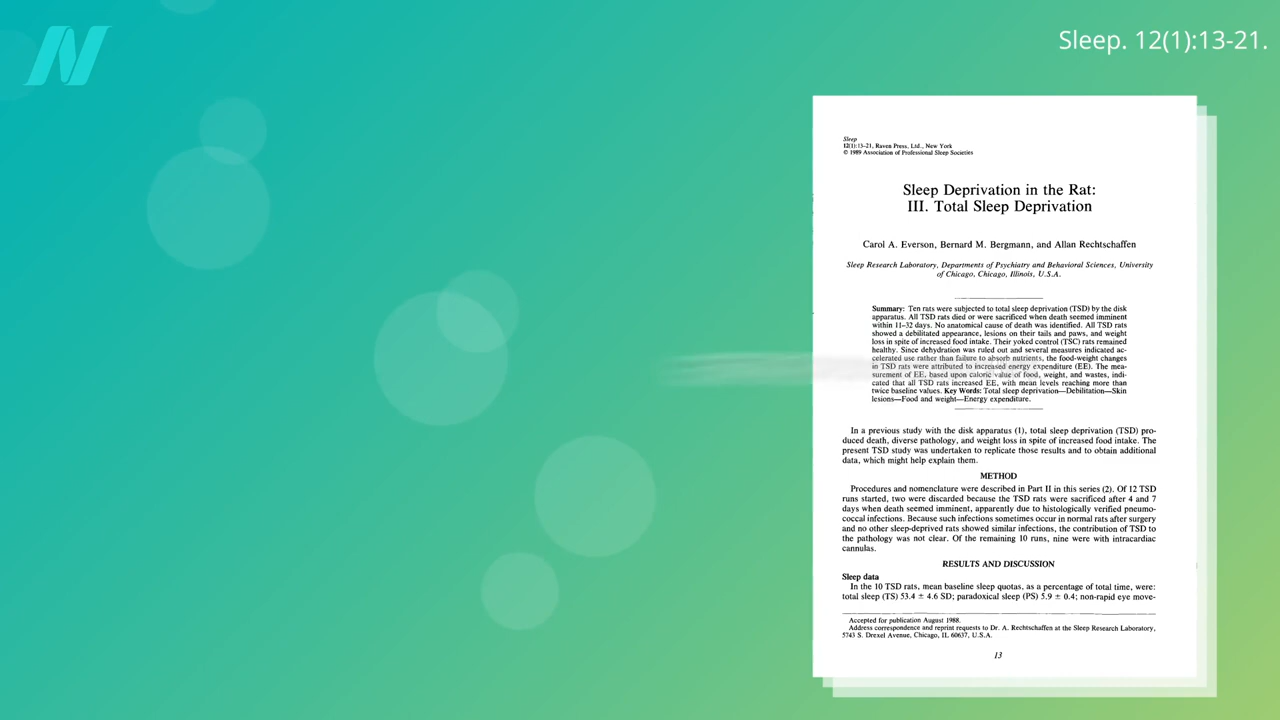 Sleep. 12(1):13-21.
Sleep
12(1):13-21, Raven Press, Ltd., New York
© 1989 Association of Professional Sleep Societies
Sleep Deprivation in the Rat:
III. Total Sleep Deprivation
Carol A. Everson, Bernard M. Bergmann, and Allan Rechtschaffen
Sleep Research Laboratory, Departments of Psychiatry and Behavioral Sciences, University
of Chicago, Chicago, Illinois, U.S.A.
Summary: Ten rats were subjected to total sleep deprivation (TSD) by the disk
apparatus. All TSD rats died or were sacrificed when death seemed imminent
within 11–32 days. No anatomical cause of death was identified. All TSD rats
showed a debilitated appearance, lesions on their tails and paws, and weight
loss in spite of increased food intake. Their yoked control (TSC) rats remained
healthy. Since dehydration was ruled out and several measures indicated ac-
celerated use rather than failure to absorb nutrients, the food-weight changes
in TSD rats were attributed to increased energy expenditure (EE). The mea-
surement of EE, based upon caloric value of food, weight, and wastes, indi-
cated that all TSD rats increased EE, with mean levels reaching more than
twice baseline values. Key Words: Total sleep deprivation—Debilitation—Skin
lesions—Food and weight—Energy expenditure.
In a previous study with the disk apparatus (1), total sleep deprivation (TSD) pro-
duced death, diverse pathology, and weight loss in spite of increased food intake. The
present TSD study was undertaken to replicate those results and to obtain additional
data, which might help explain them.
METHOD
Procedures and nomenclature were described in Part II in this series (2). Of 12 TSD
runs started, two were discarded because the TSD rats were sacrificed after 4 and 7
days when death seemed imminent, apparently due to histologically verified pneumo-
coccal infections. Because such infections sometimes occur in normal rats after surgery
and no other sleep-deprived rats showed similar infections, the contribution of TSD to
the pathology was not clear. Of the remaining 10 runs, nine were with intracardiac
cannulas.
RESULTS AND DISCUSSION
Sleep data
In the 10 TSD rats, mean baseline sleep quotas, as a percentage of total time, were:
total sleep (TS) 53.4 ± 4.6 SD; paradoxical sleep (PS) 5.9 ± 0.4; non-rapid eye move-
Accepted for publication August 1988.
Address correspondence and reprint requests to Dr. A. Rechtschaffen at the Sleep Research Laboratory,
5743 S. Drexel Avenue, Chicago, IL 60637, U.S.A.
13